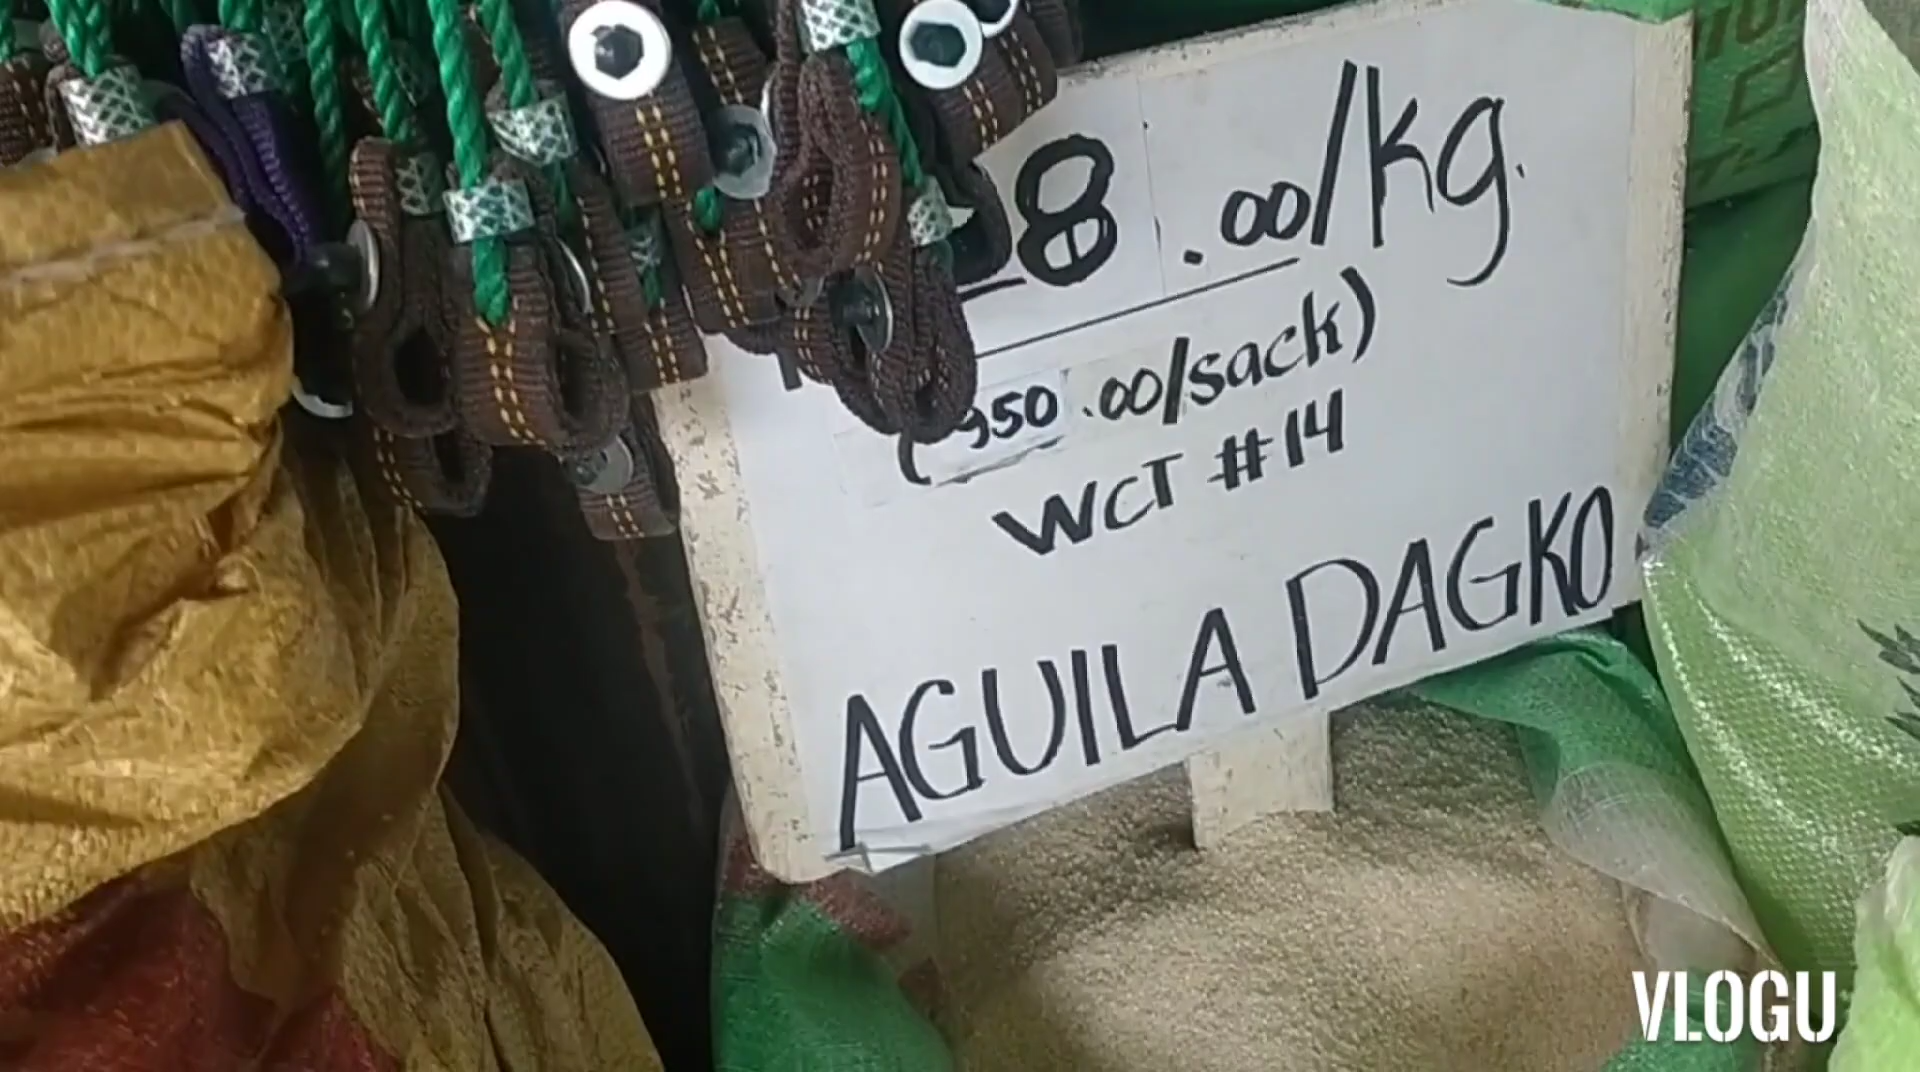 8.00/kg.
(950.00/sack)
WCT #14
AGUILA DAGKO
VLOGU